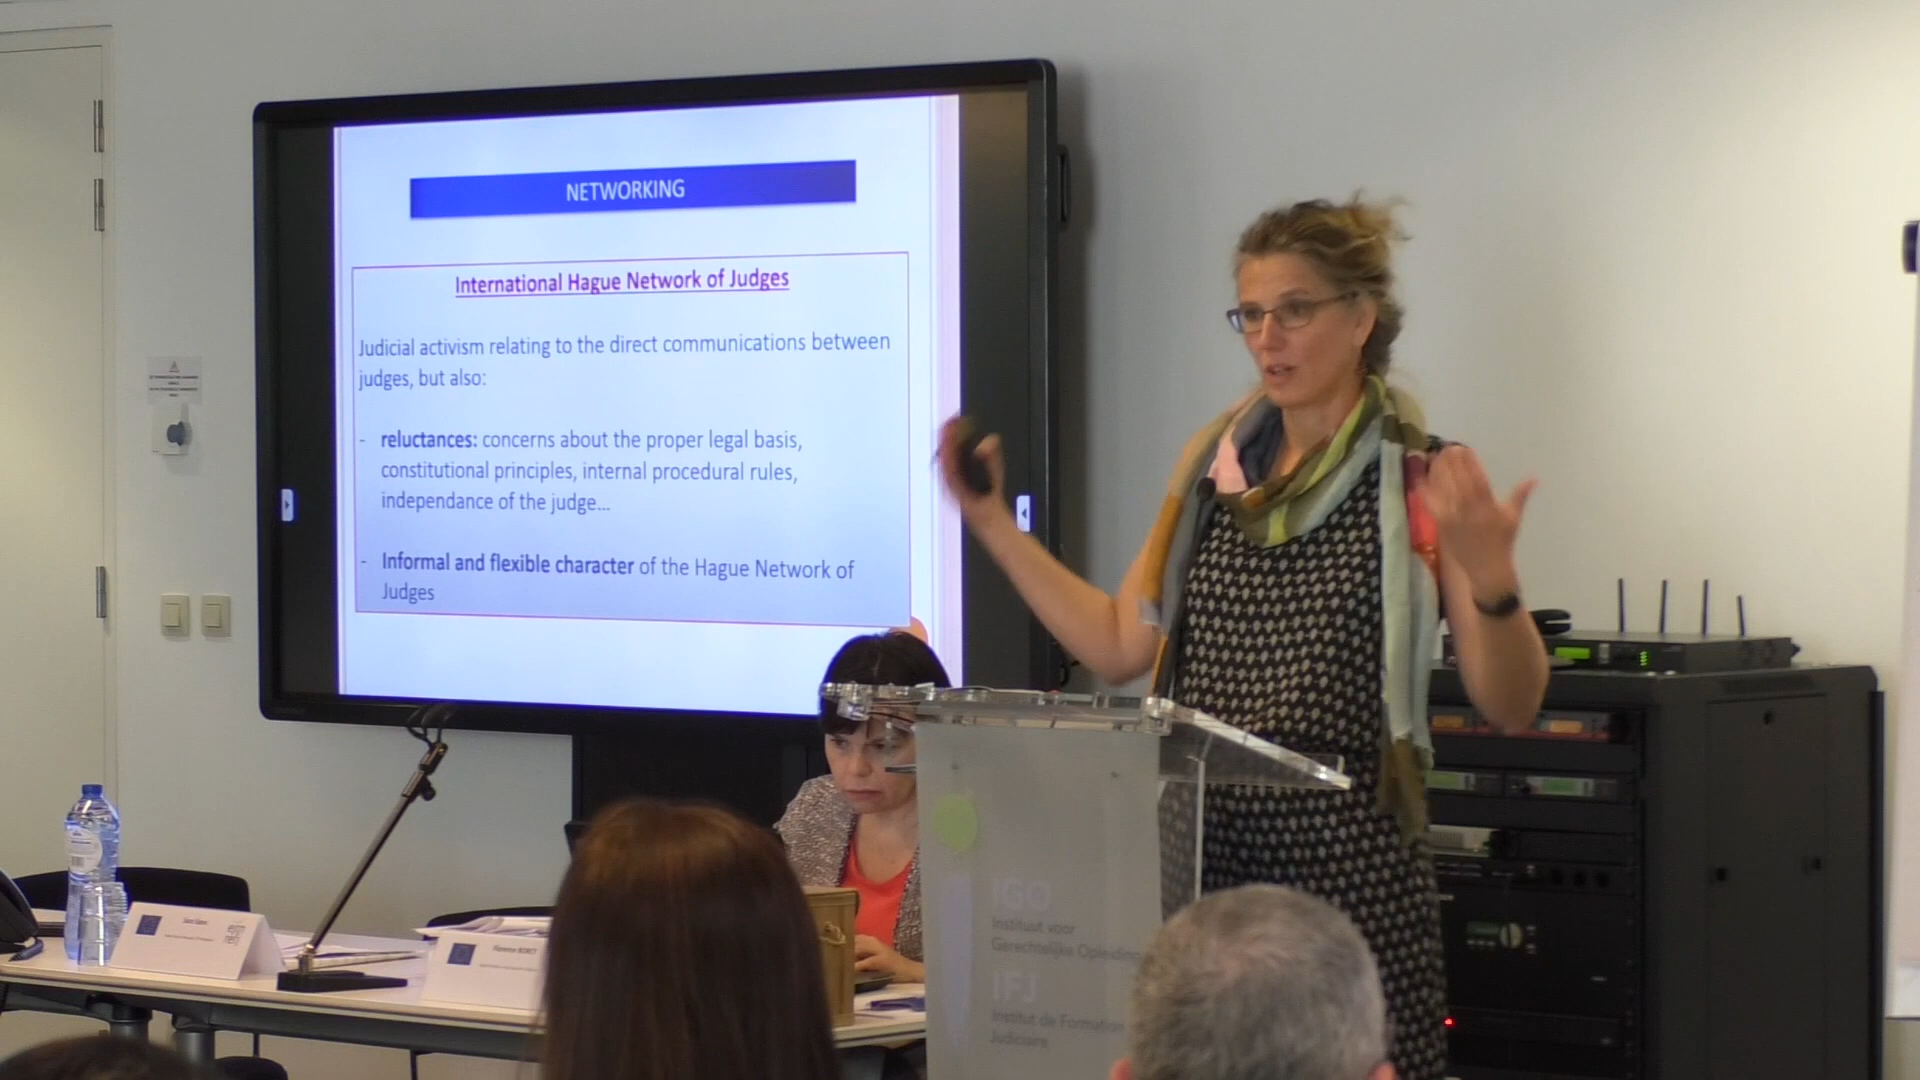 NETWORKING
International Hague Network of Judges
Judicial activism relating to the direct communications between
judges, but also:
- reluctances: concerns about the proper legal basis,
constitutional principles, internal procedural rules,
independance of the judge...
- Informal and flexible character of the Hague Network of
Judges
IGO
Instituut voor
Gerechtelijke Opleiding
IFJ
Institut de Formation
Judiciaire